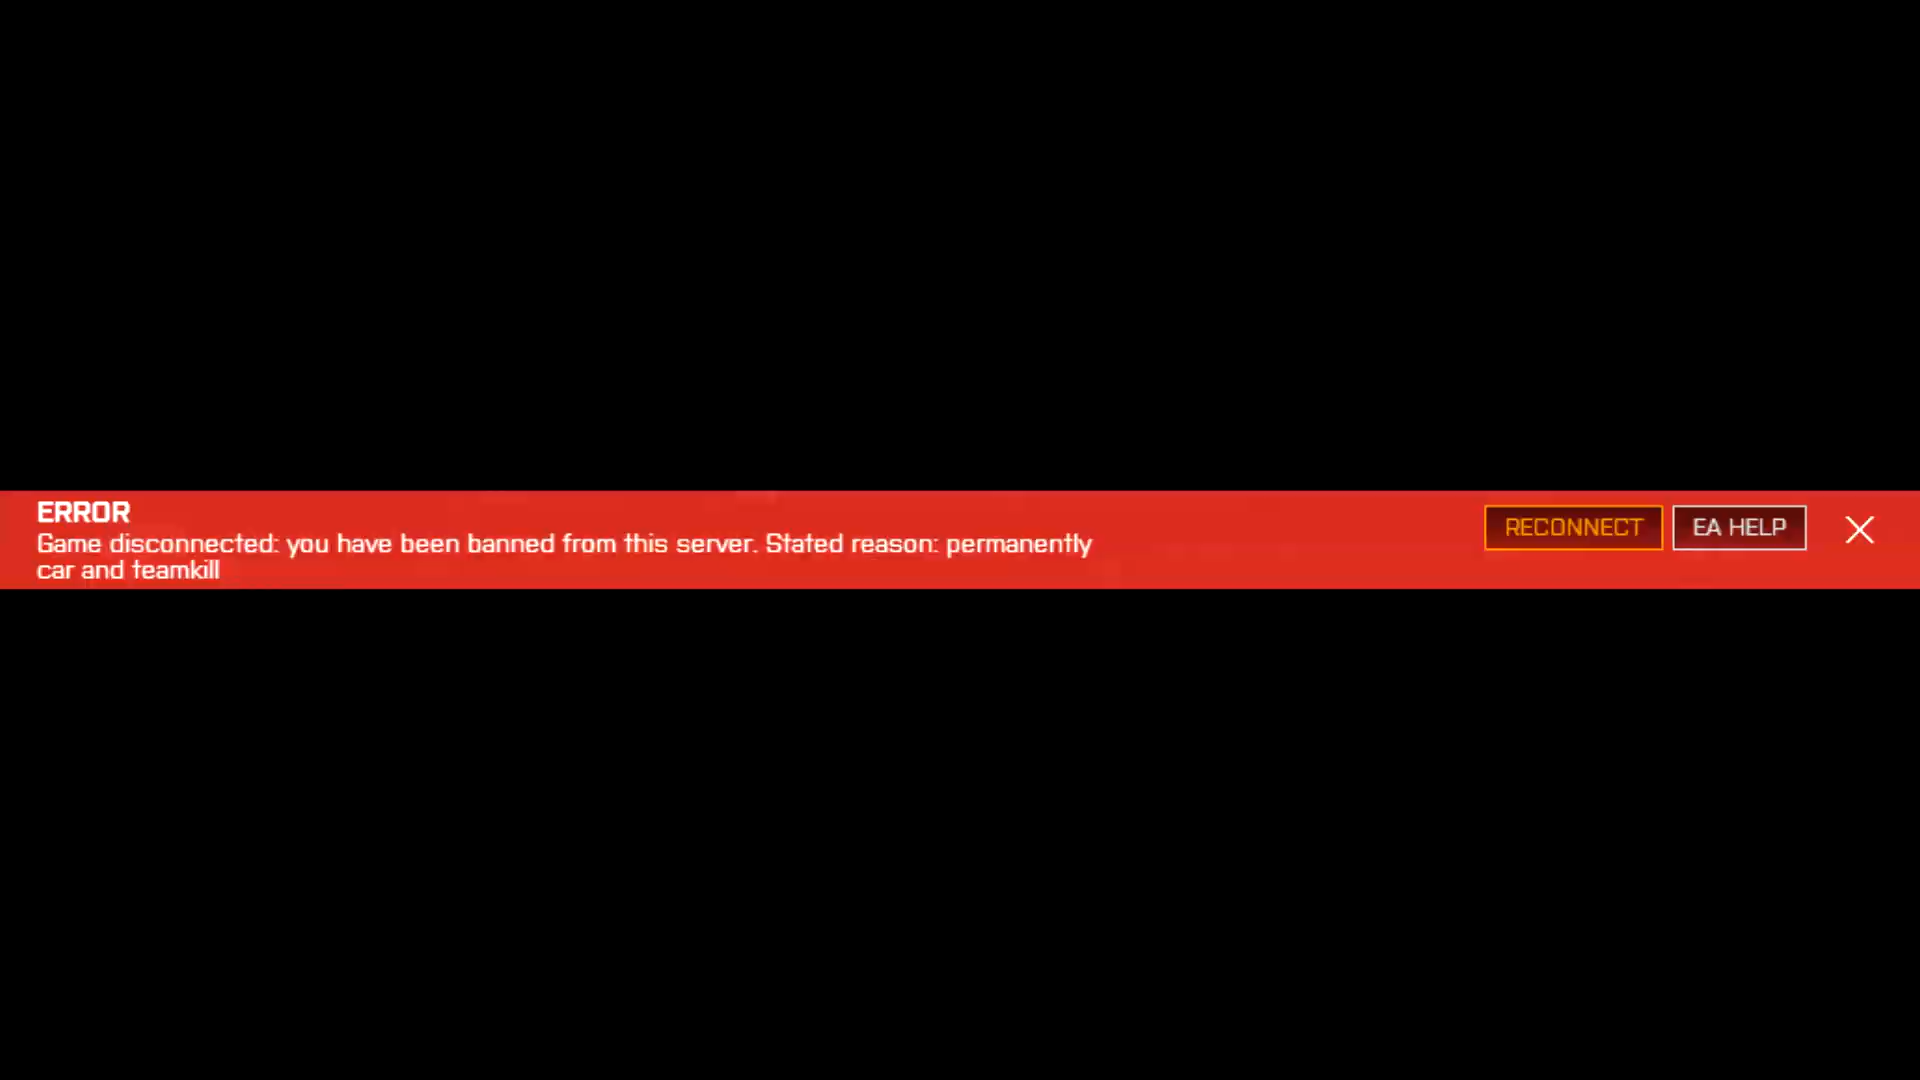 ERROR
Game disconnected: you have been banned from this server. Stated reason: permanently
car and teamkill
RECONNECT
EA HELP